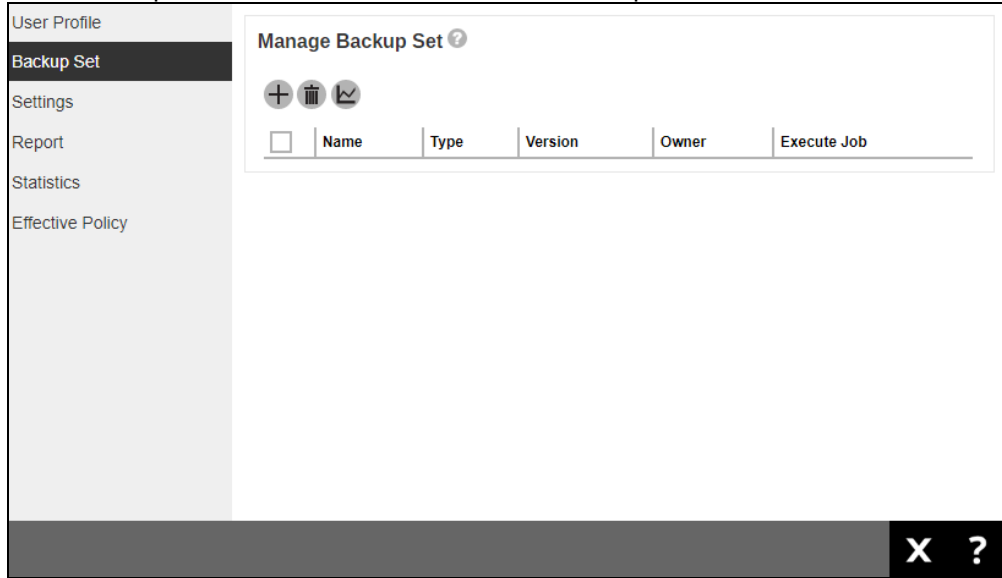 User Profile
Backup Set
Settings
Report
Statistics
Effective Policy
Manage Backup Set ?
Name Type Version Owner Execute Job
X ?